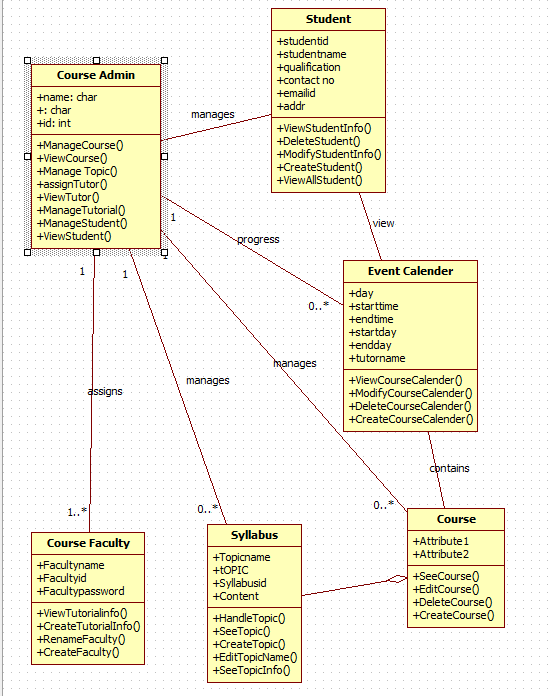 Student
+studentid
+studentname
+qualification
+contact no
+emailid
+addr
+ViewStudentInfo()
+DeleteStudent()
+ModifyStudentInfo()
+CreateStudent()
+ViewAllStudent()
Course Admin
+name: char
+: char
+id: int
+ManageCourse()
+ViewCourse()
+Manage Topic()
+assignTutor()
+ViewTutor()
+ManageTutorial()
+ManageStudent()
+ViewStudent()
manages
view
1
progress
0..*
1
1
1
Event Calender
+day
+starttime
+endtime
+startday
+endday
+tutorname
+ViewCourseCalender()
+ModifyCourseCalender()
+DeleteCourseCalender()
+CreateCourseCalender()
manages
manages
assigns
contains
1..*
0..*
0..*
Course Faculty
+Facultyname
+Factyid
+Facultypassword
+ViewTutorialinfo()
+CreateTutorialInfo()
+RenameFaculty()
+CreateFaculty()
Syllabus
+Topicname
+tOPIC
+Syllabusid
+Content
+HandleTopic()
+SeeTopic()
+CreateTopic()
+EditTopicName()
+SeeTopicInfo()
Course
+Attribute1
+Attribute2
+SeeCourse()
+EditCourse()
+DeleteCourse()
+CreateCourse()